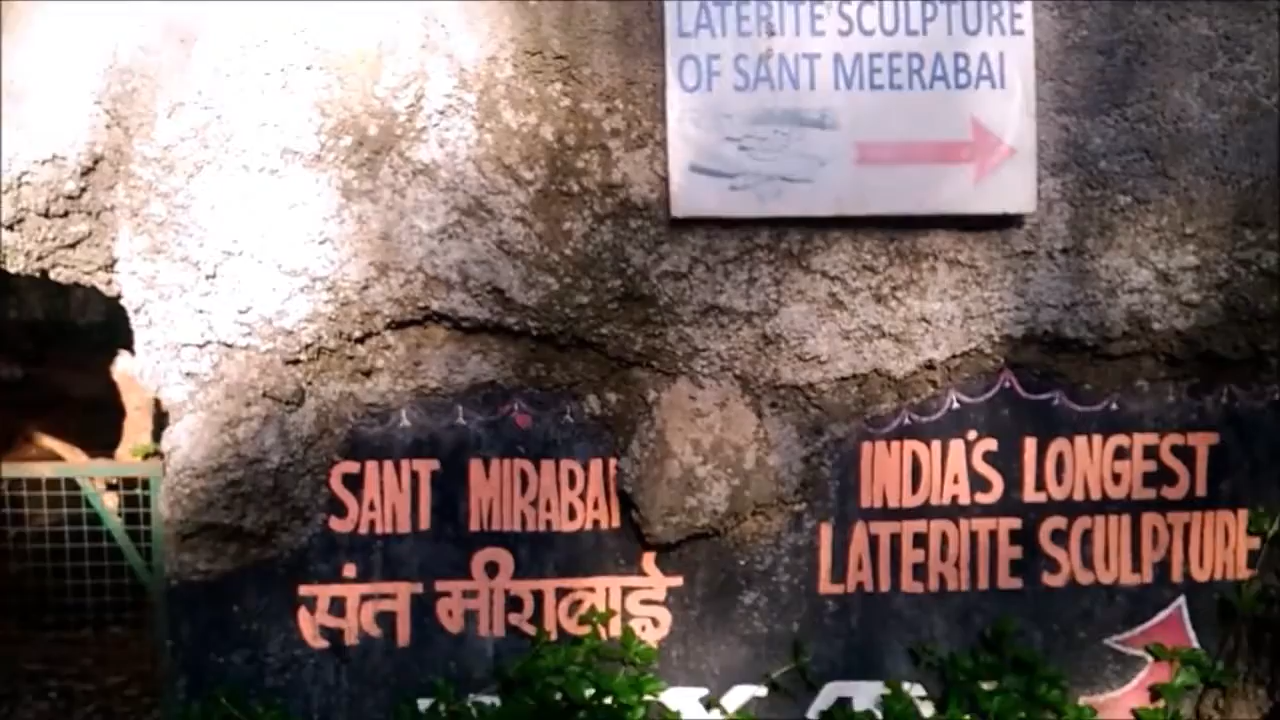 LATERITE SCULPTURE
OF SANT MEERABAI
SANT MIRABAI
संत मीराबाई
INDIA'S LONGEST
LATERITE SCULPTURE